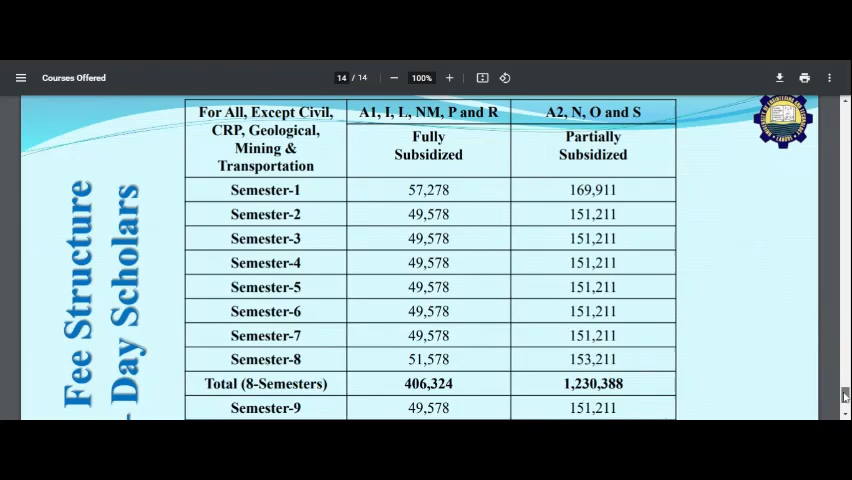 Courses Offered
14 / 14
100%
For All, Except Civil, CRP, Geological, Mining & Transportation
A1, I, L, NM, P and R
A2, N, O and S
Fully Subsidized
Partially Subsidized
Semester-1 57,278 169,911
Semester-2 49,578 151,211
Semester-3 49,578 151,211
Semester-4 49,578 151,211
Semester-5 49,578 151,211
Semester-6 49,578 151,211
Semester-7 49,578 151,211
Semester-8 51,578 153,211
Total (8-Semesters) 406,324 1,230,388
Semester-9 49,578 151,211
Fee Structure
- Day Scholars